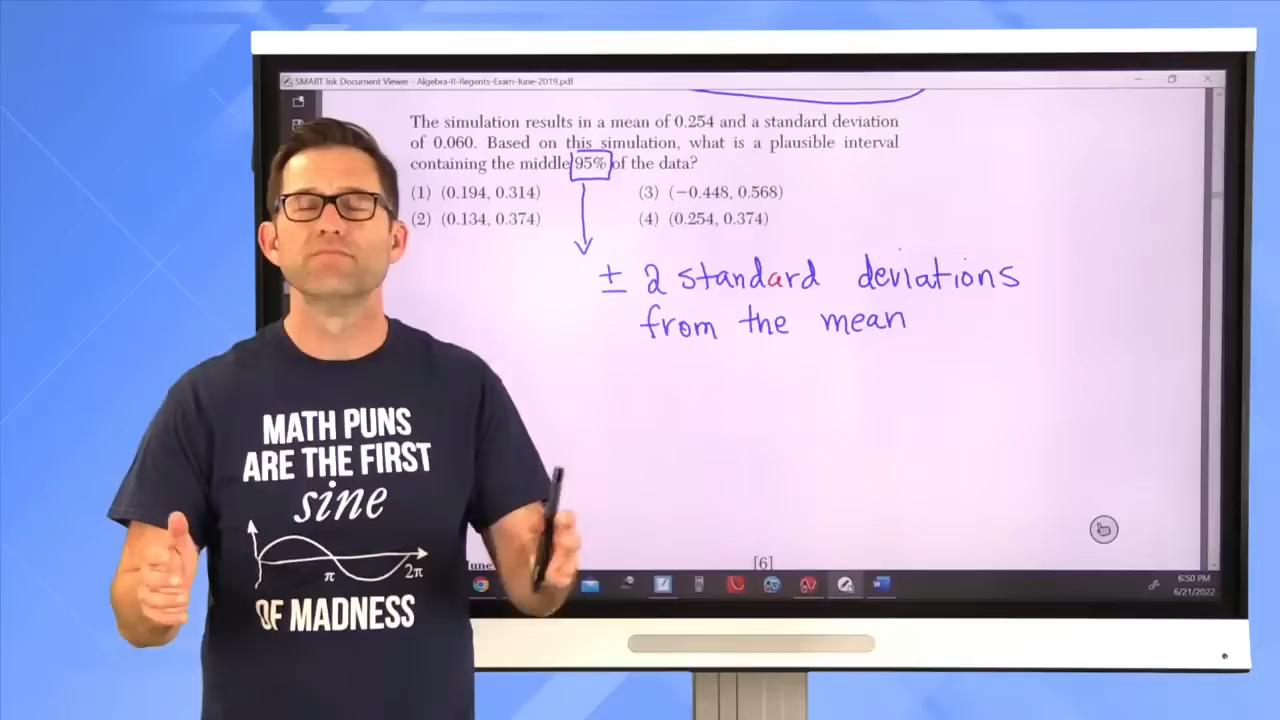 SMART Ink Document Viewer - Algebra-II-Regents-Exam-June-2019.pdf
The simulation results in a mean of 0.254 and a standard deviation
of 0.060. Based on this simulation, what is a plausible interval
containing the middle 95% of the data?
(1) (0.194, 0.314) (3) (−0.448, 0.568)
(2) (0.134, 0.374) (4) (0.254, 0.374)
± 2 standard deviations
from the mean
MATH PUNS
ARE THE FIRST
sine
π 2π
OF MADNESS
[6]
6:50 PM
6/21/2022